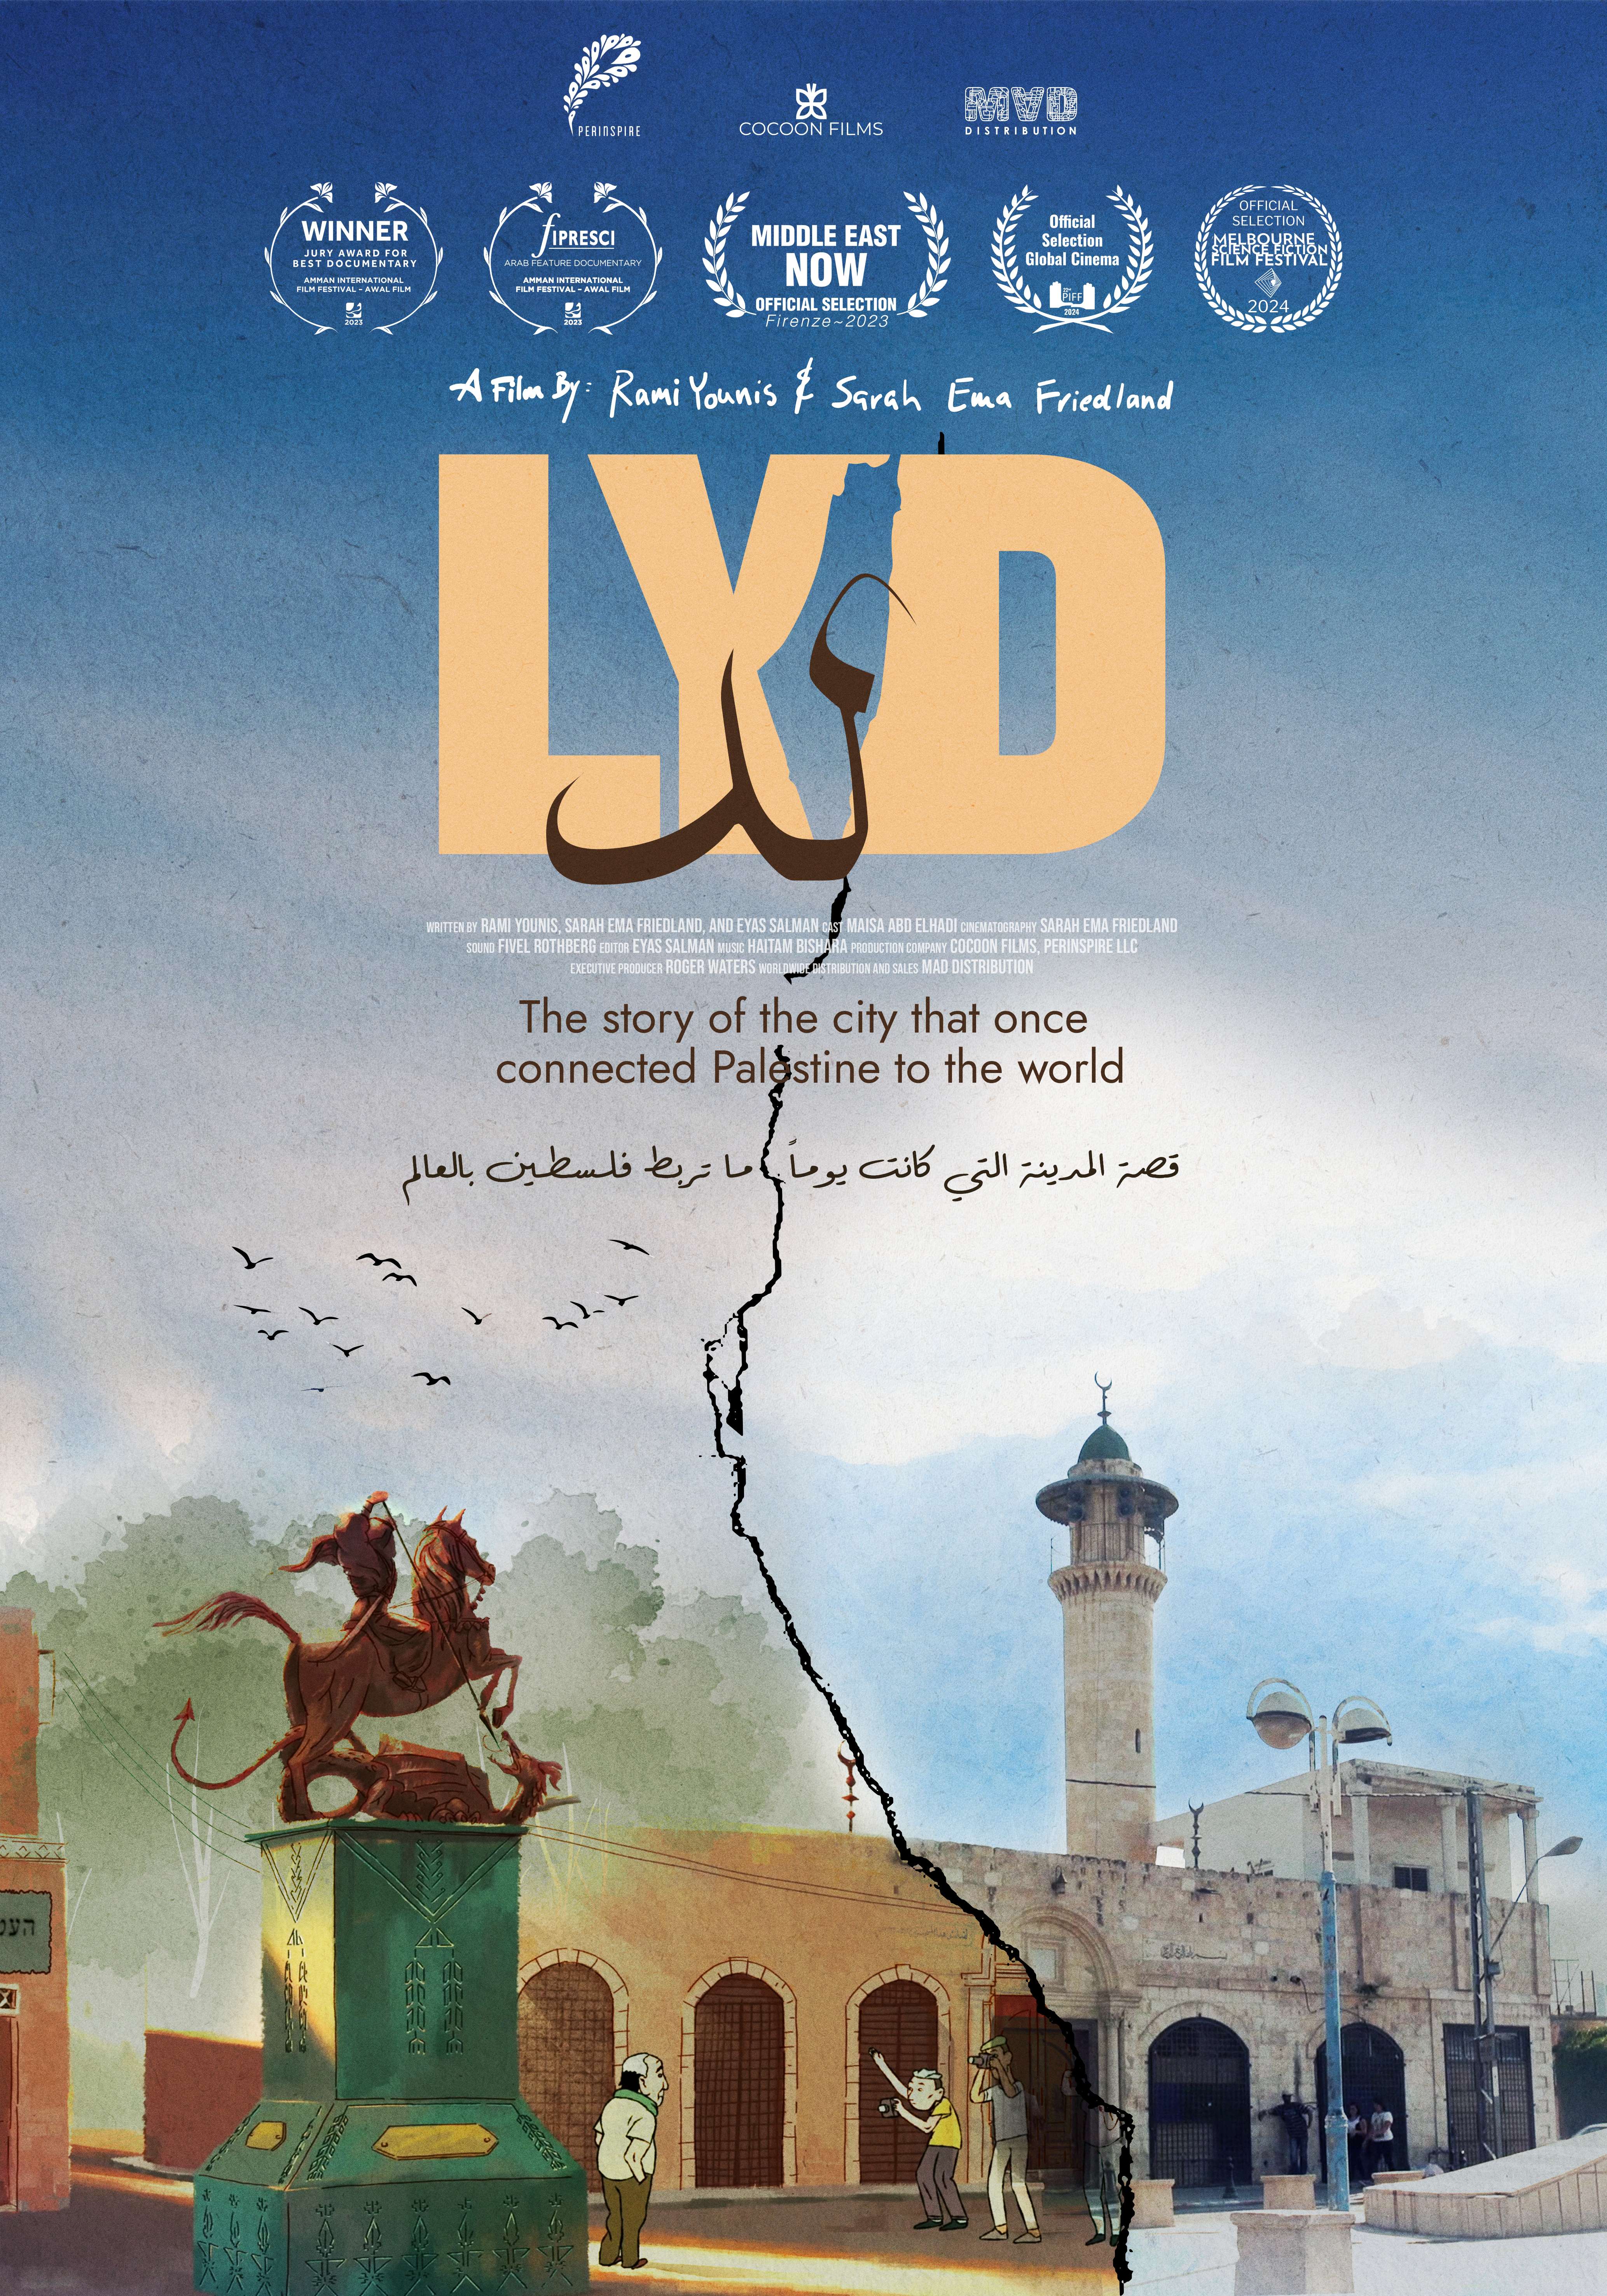 PERINSPIRE
COCOON FILMS
MAD
DISTRIBUTION
WINNER
JURY AWARD FOR
BEST DOCUMENTARY
AMMAN INTERNATIONAL
FILM FESTIVAL – AWAL FILM
2023
FIPRESCI
ARAB FEATURE DOCUMENTARY
AMMAN INTERNATIONAL
FILM FESTIVAL – AWAL FILM
2023
MIDDLE EAST
NOW
OFFICIAL SELECTION
Firenze~2023
Official
Selection
Global Cinema
22nd
PIFF
2024
OFFICIAL
SELECTION
MELBOURNE
SCIENCE FICTION
FILM FESTIVAL
2024
A Film By: Rami Younis & Sarah Ema Friedland
LYD
لد
WRITTEN BY RAMI YOUNIS, SARAH EMA FRIEDLAND, AND EYAS SALMAN CAST MAISA ABD ELHADI CINEMATOGRAPHY SARAH EMA FRIEDLAND
SOUND FIVEL ROTHBERG EDITOR EYAS SALMAN MUSIC HAITAM BISHARA PRODUCTION COMPANY COCOON FILMS, PERINSPIRE LLC
EXECUTIVE PRODUCER ROGER WATERS WORLDWIDE DISTRIBUTION AND SALES MAD DISTRIBUTION
The story of the city that once
connected Palestine to the world
قصة المدينة التي كانت يوماً ما تربط فلسطين بالعالم